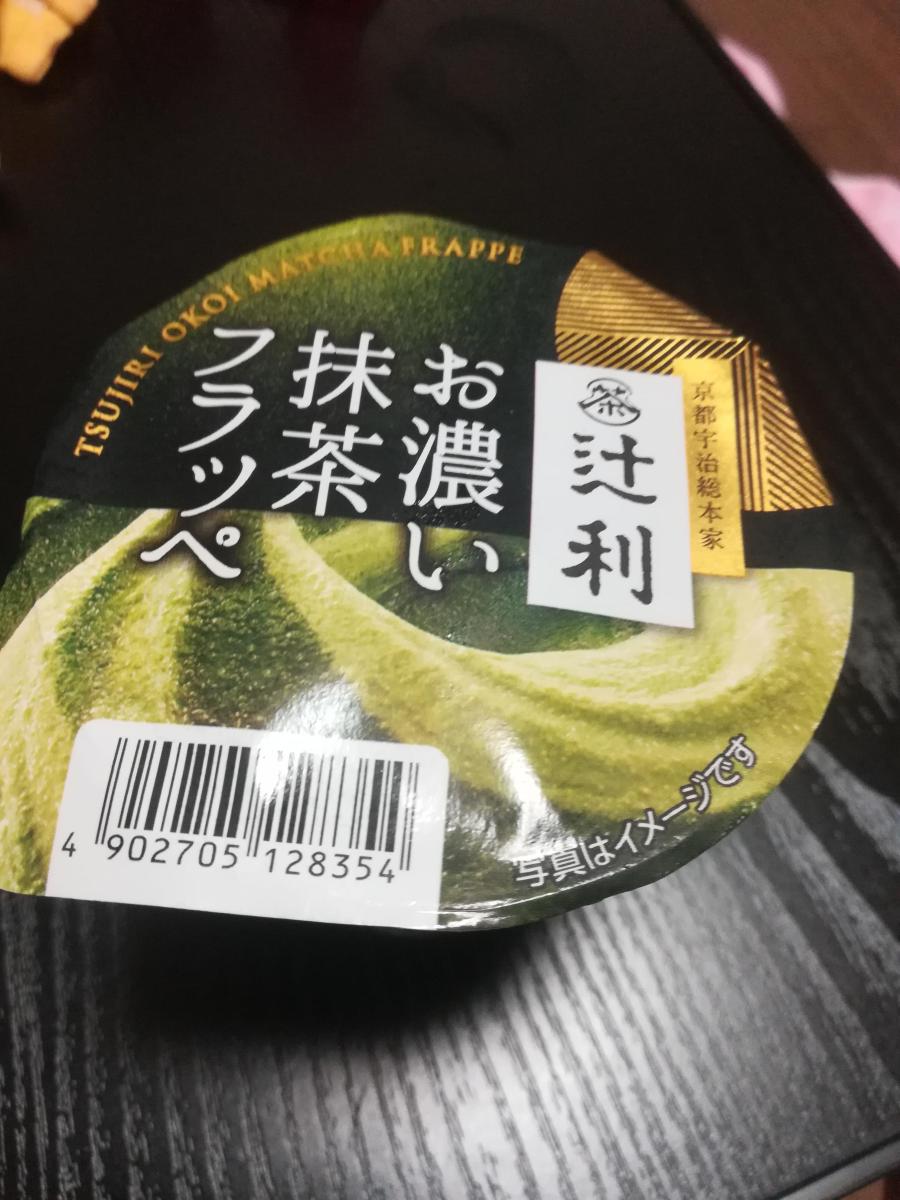 TSUJIRI OKOI MATCHA FRAPPE
京都宇治総本家
茶
辻利
お濃い
抹茶
フラッペ
写真はイメージです
4 902705 128354